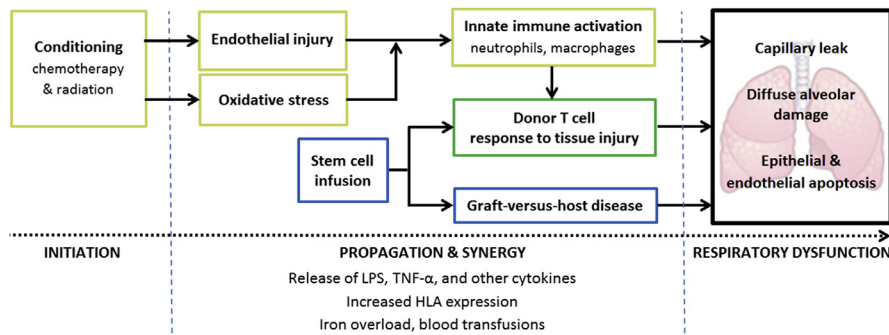 Conditioning
chemotherapy
& radiation
Endothelial injury
Oxidative stress
Innate immune activation
neutrophils, macrophages
Donor T cell
response to tissue injury
Stem cell
infusion
Graft-versus-host disease
Capillary leak
Diffuse alveolar
damage
Epithelial &
endothelial apoptosis
INITIATION
PROPAGATION & SYNERGY
RESPIRATORY DYSFUNCTION
Release of LPS, TNF-α, and other cytokines
Increased HLA expression
Iron overload, blood transfusions